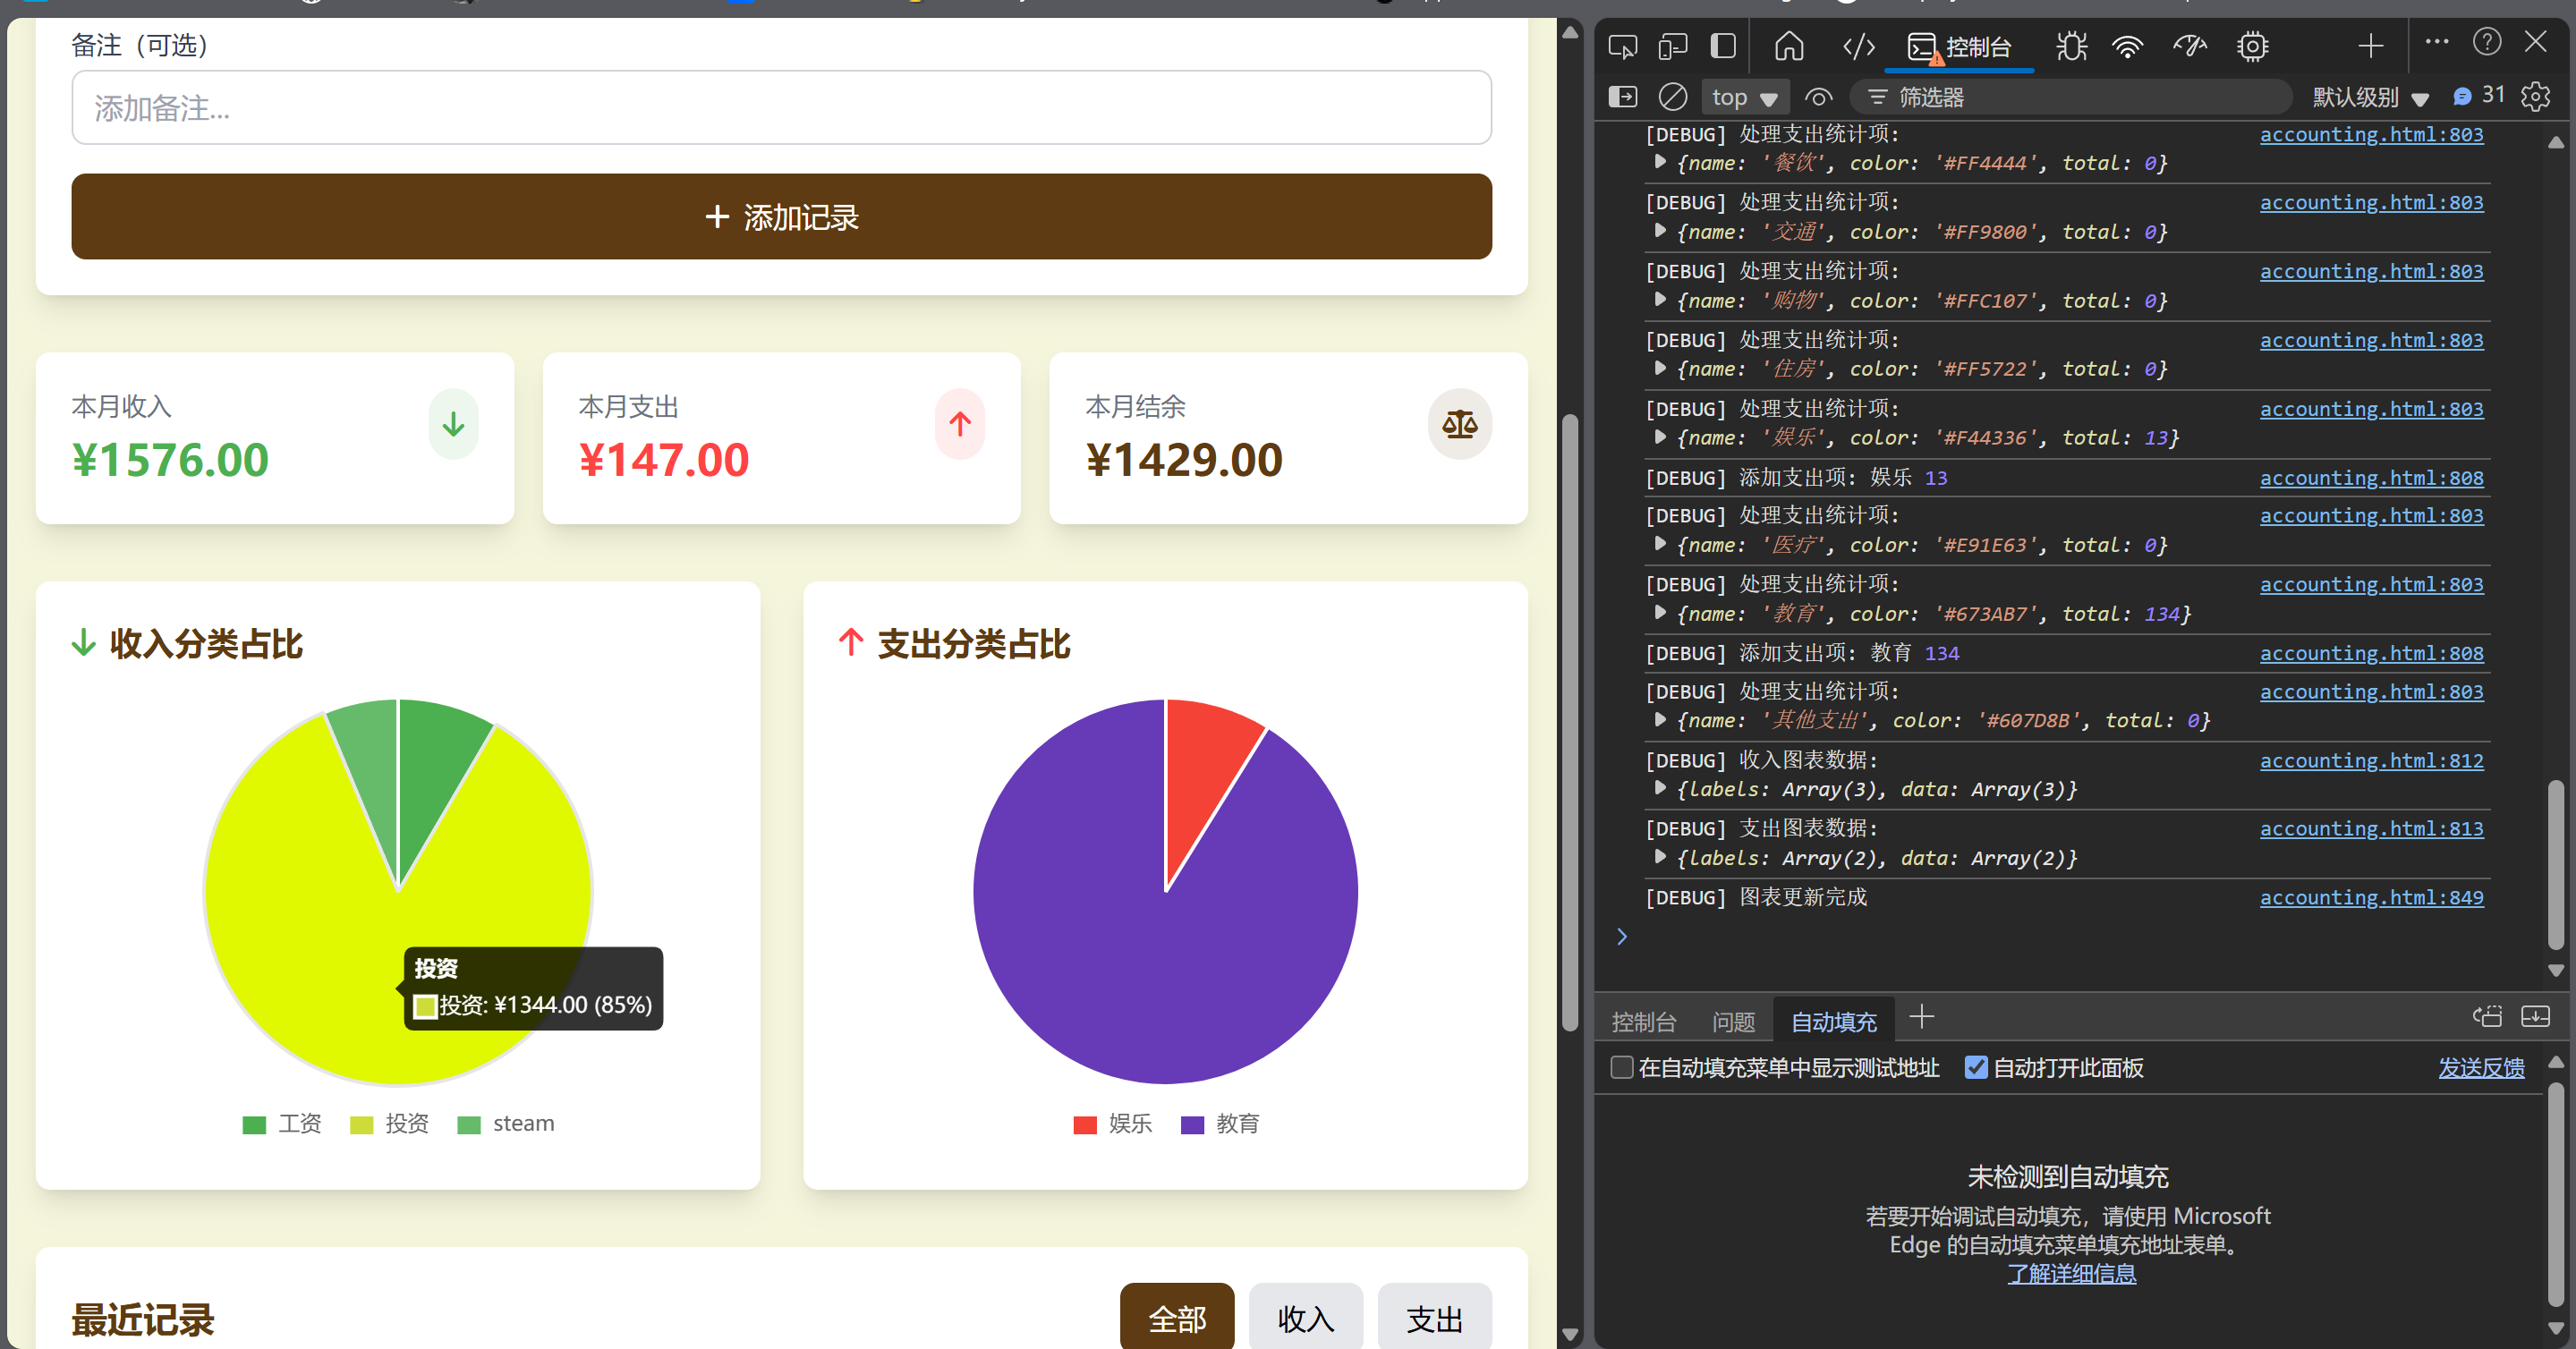 备注（可选）
添加备注...
+ 添加记录
本月收入
¥1576.00
本月支出
¥147.00
本月结余
¥1429.00
收入分类占比
投资
投资: ¥1344.00 (85%)
工资 投资 steam
支出分类占比
娱乐 教育
最近记录
全部 收入 支出
控制台
top
筛选器
默认级别
31
[DEBUG] 处理支出统计项: accounting.html:803
{name: '餐饮', color: '#FF4444', total: 0}
[DEBUG] 处理支出统计项: accounting.html:803
{name: '交通', color: '#FF9800', total: 0}
[DEBUG] 处理支出统计项: accounting.html:803
{name: '购物', color: '#FFC107', total: 0}
[DEBUG] 处理支出统计项: accounting.html:803
{name: '住房', color: '#FF5722', total: 0}
[DEBUG] 处理支出统计项: accounting.html:803
{name: '娱乐', color: '#F44336', total: 13}
[DEBUG] 添加支出项: 娱乐 13 accounting.html:808
[DEBUG] 处理支出统计项: accounting.html:803
{name: '医疗', color: '#E91E63', total: 0}
[DEBUG] 处理支出统计项: accounting.html:803
{name: '教育', color: '#673AB7', total: 134}
[DEBUG] 添加支出项: 教育 134 accounting.html:808
[DEBUG] 处理支出统计项: accounting.html:803
{name: '其他支出', color: '#607D8B', total: 0}
[DEBUG] 收入图表数据: accounting.html:812
{labels: Array(3), data: Array(3)}
[DEBUG] 支出图表数据: accounting.html:813
{labels: Array(2), data: Array(2)}
[DEBUG] 图表更新完成 accounting.html:849
控制台 问题 自动填充
在自动填充菜单中显示测试地址 自动打开此面板 发送反馈
未检测到自动填充
若要开始调试自动填充，请使用 Microsoft
Edge 的自动填充菜单填充地址表单。
了解详细信息